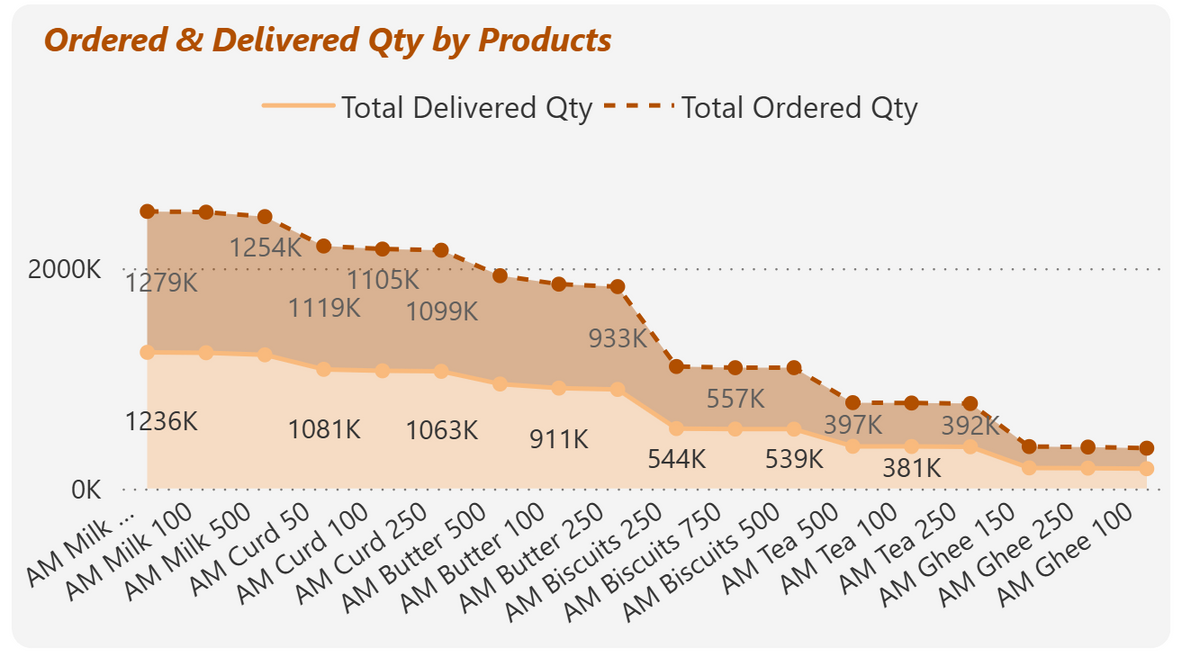 Ordered & Delivered Qty by Products
Total Delivered Qty Total Ordered Qty
1254K
2000K
1279K
1105K
1119K
1099K
933K
557K
397K
392K
1236K
1081K
1063K
911K
544K
539K
381K
0K
AM Milk ...
AM Milk 100
AM Milk 500
AM Curd 50
AM Curd 100
AM Curd 250
AM Butter 500
AM Butter 100
AM Butter 250
AM Biscuits 250
AM Biscuits 750
AM Biscuits 500
AM Tea 500
AM Tea 100
AM Tea 250
AM Ghee 150
AM Ghee 250
AM Ghee 100